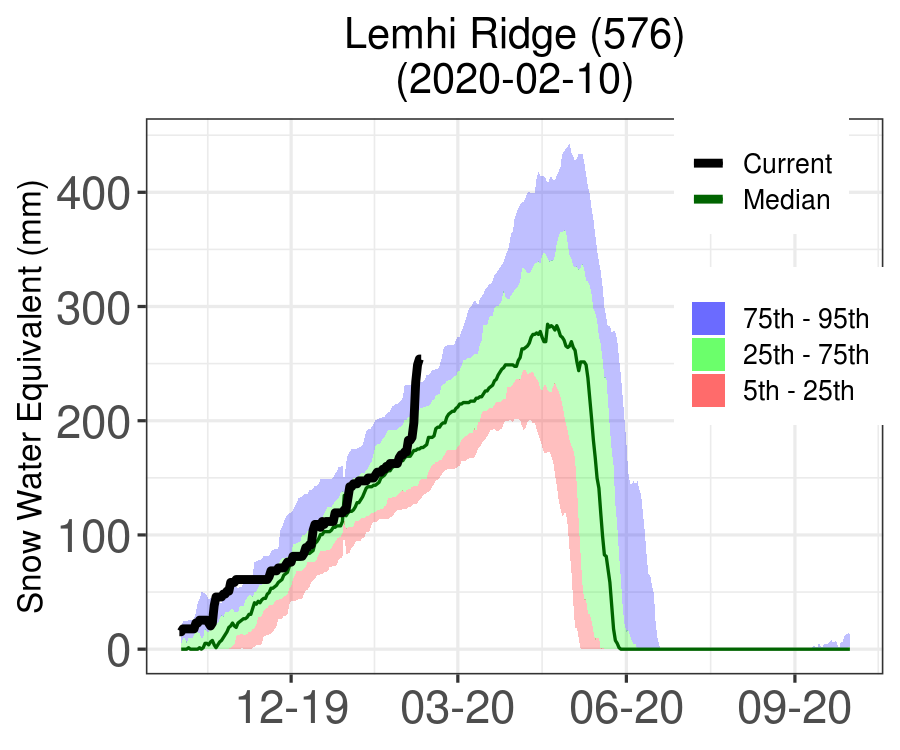 Lemhi Ridge (576)
(2020-02-10)
Snow Water Equivalent (mm)
400
300
200
100
0
12-19
03-20
06-20
09-20
Current
Median
75th - 95th
25th - 75th
5th - 25th